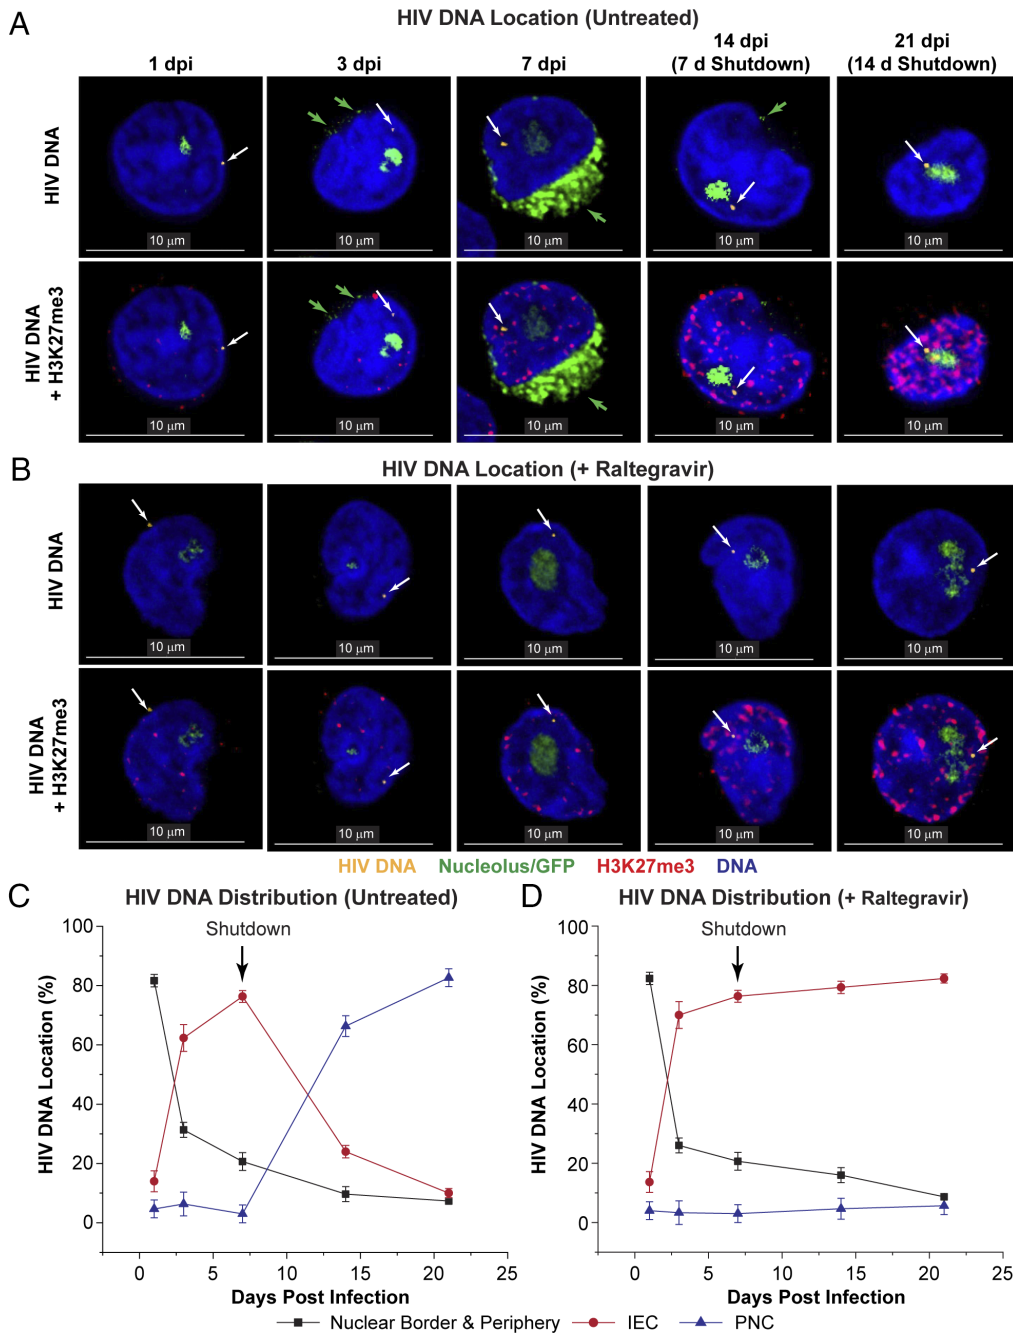 A
HIV DNA Location (Untreated)
1 dpi
3 dpi
7 dpi
14 dpi
(7 d Shutdown)
21 dpi
(14 d Shutdown)
HIV DNA
10 µm
10 µm
10 µm
10 µm
10 µm
HIV DNA
+ H3K27me3
10 µm
10 µm
10 µm
10 µm
10 µm
B
HIV DNA Location (+ Raltegravir)
HIV DNA
10 µm
10 µm
10 µm
10 µm
10 µm
HIV DNA
+ H3K27me3
10 µm
10 µm
10 µm
10 µm
10 µm
HIV DNA Nucleolus/GFP H3K27me3 DNA
C
HIV DNA Distribution (Untreated)
Shutdown
HIV DNA Location (%)
100
80
60
40
20
0
0 5 10 15 20 25
Days Post Infection
D
HIV DNA Distribution (+ Raltegravir)
Shutdown
HIV DNA Location (%)
100
80
60
40
20
0
0 5 10 15 20 25
Days Post Infection
Nuclear Border & Periphery IEC PNC